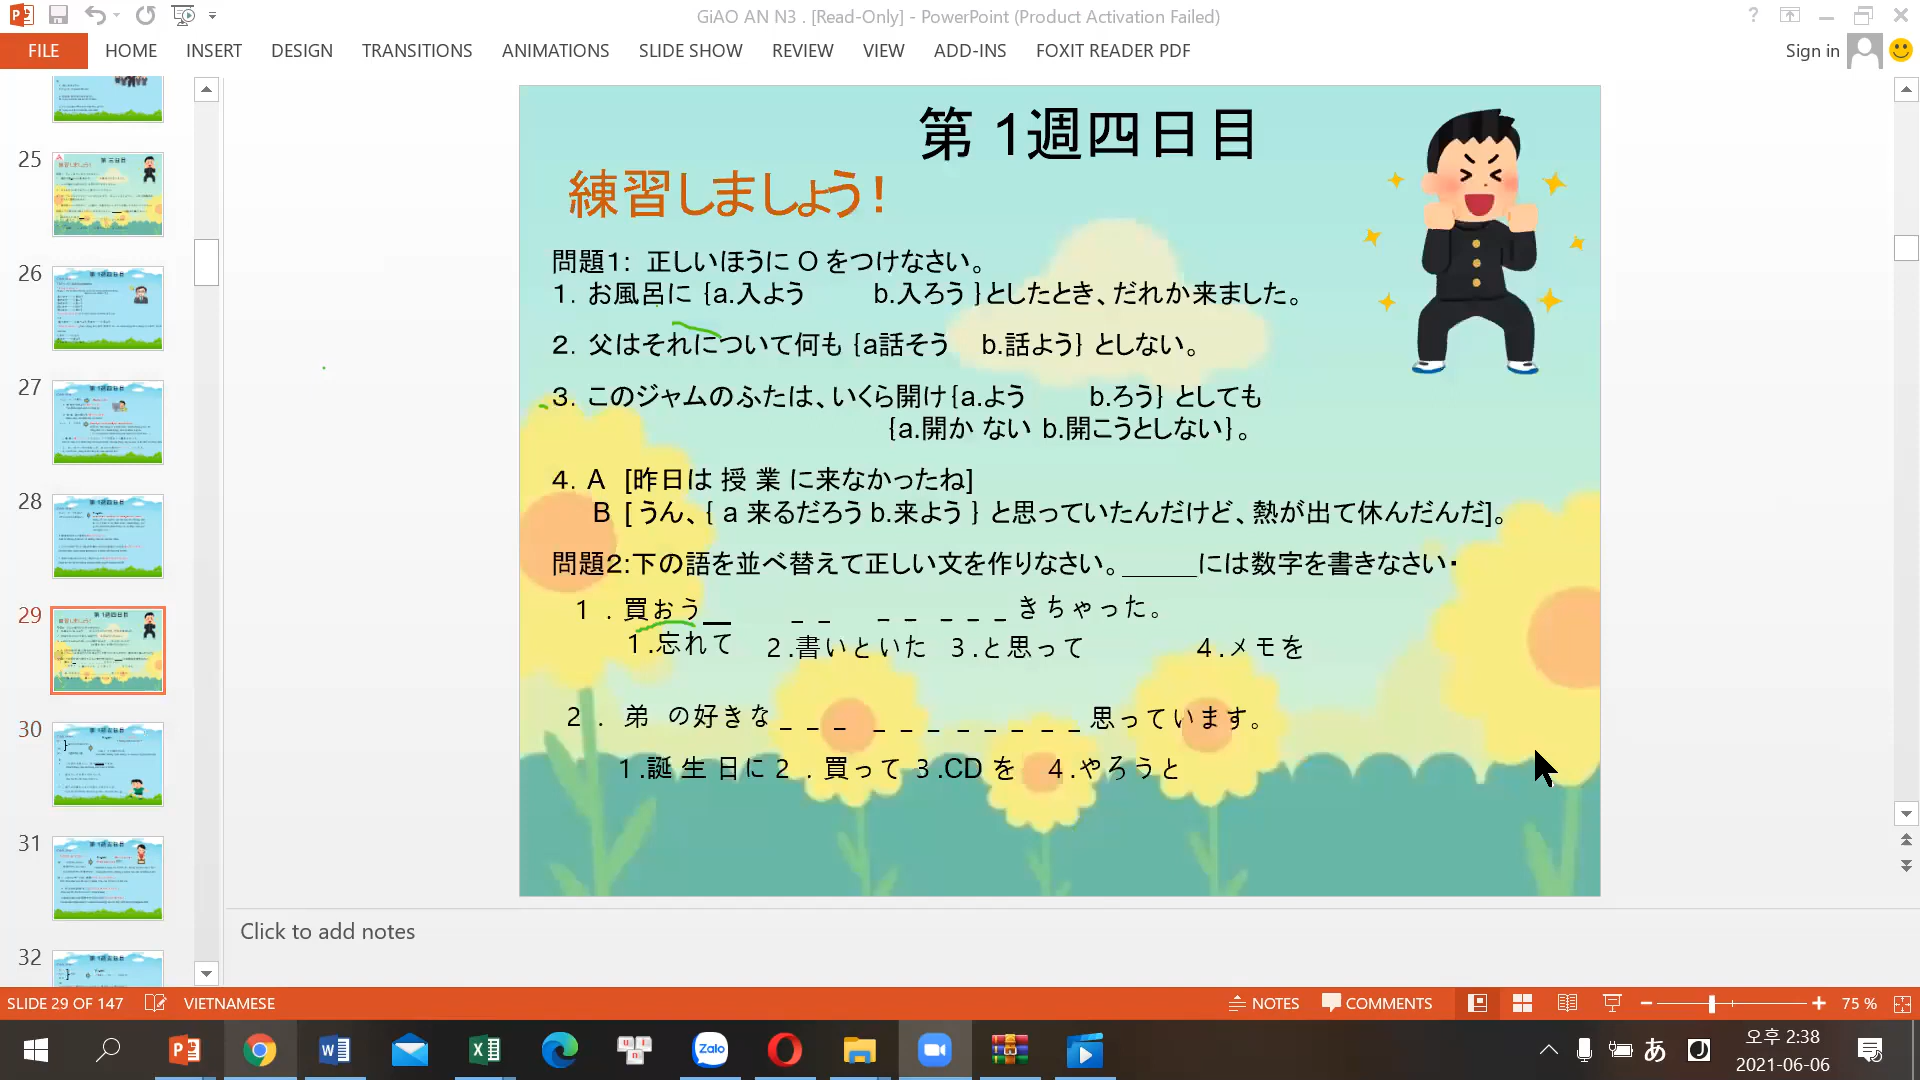 GiAO AN N3 . [Read-Only] - PowerPoint (Product Activation Failed)
FILE HOME INSERT DESIGN TRANSITIONS ANIMATIONS SLIDE SHOW REVIEW VIEW ADD-INS FOXIT READER PDF Sign in
25
26
27
28
29
30
31
32
第 1週四日目
練習しましょう!
問題1: 正しいほうに O をつけなさい。
1. お風呂に {a.入よう b.入ろう }としたとき、だれか来ました。
2. 父はそれについて何も {a話そう b.話よう} としない。
3. このジャムのふたは、いくら開け{a.よう b.ろう} としても
{a.開か ない b.開こうとしない}。
4. A [昨日は 授 業 に来なかったね]
B [ うん、{ a 来るだろう b.来よう } と思っていたんだけど、熱が出て休んだんだ]。
問題2:下の語を並べ替えて正しい文を作りなさい。_____には数字を書きなさい・
1 . 買おう_ _ _ _ _ _ _ _ きちゃった。
1.忘れて 2.書いといた 3.と思って 4.メモを
2 . 弟 の好きな _ _ _ _ _ _ _ _ _ _ _ 思っています。
1.誕 生 日に 2 . 買って 3.CD を 4.やろうと
Click to add notes
SLIDE 29 OF 147 VIETNAMESE NOTES COMMENTS 75 %
Zalo あ 오후 2:38
2021-06-06